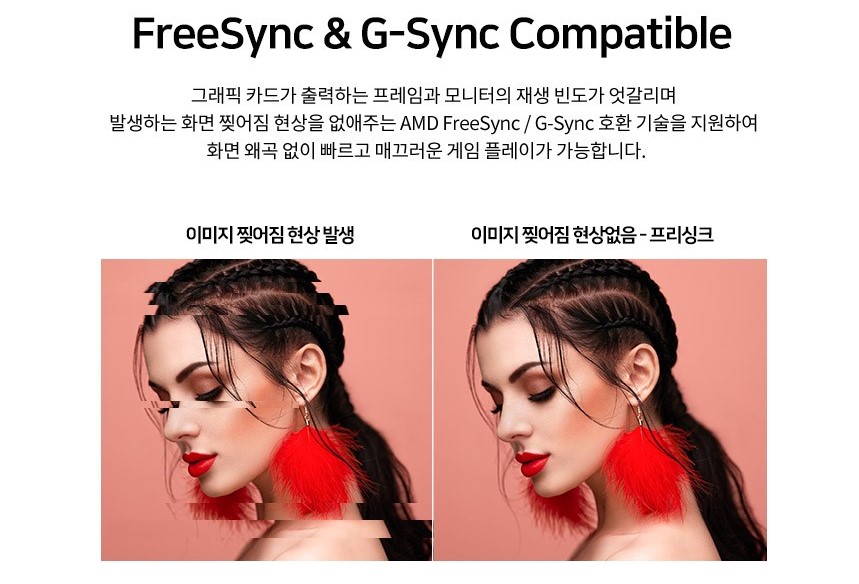 FreeSync & G-Sync Compatible
그래픽 카드가 출력하는 프레임과 모니터의 재생 빈도가 엇갈리며
발생하는 화면 찢어짐 현상을 없애주는 AMD FreeSync / G-Sync 호환 기술을 지원하여
화면 왜곡 없이 빠르고 매끄러운 게임 플레이가 가능합니다.
이미지 찢어짐 현상 발생
이미지 찢어짐 현상없음 - 프리싱크